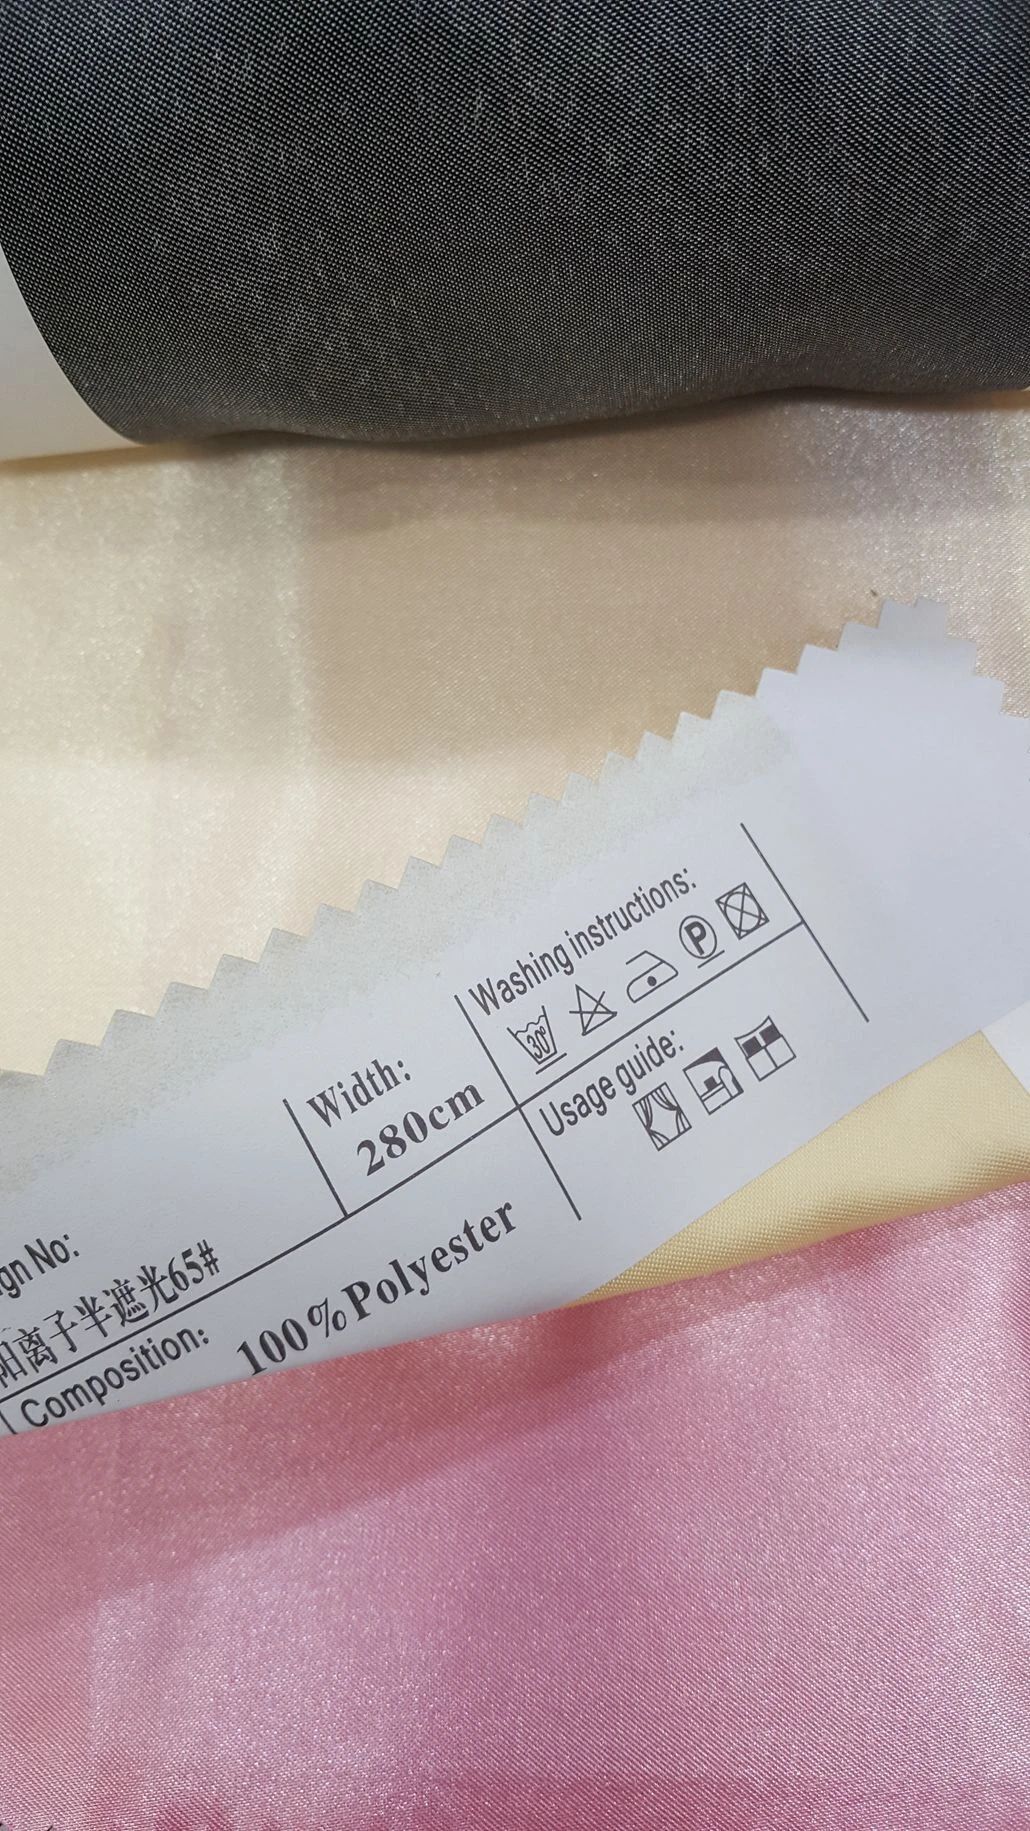 Washing instructions:
30°
P
Width:
280cm
Usage guide:
gn No:
阳离子半遮光65#
Composition:
100%Polyester